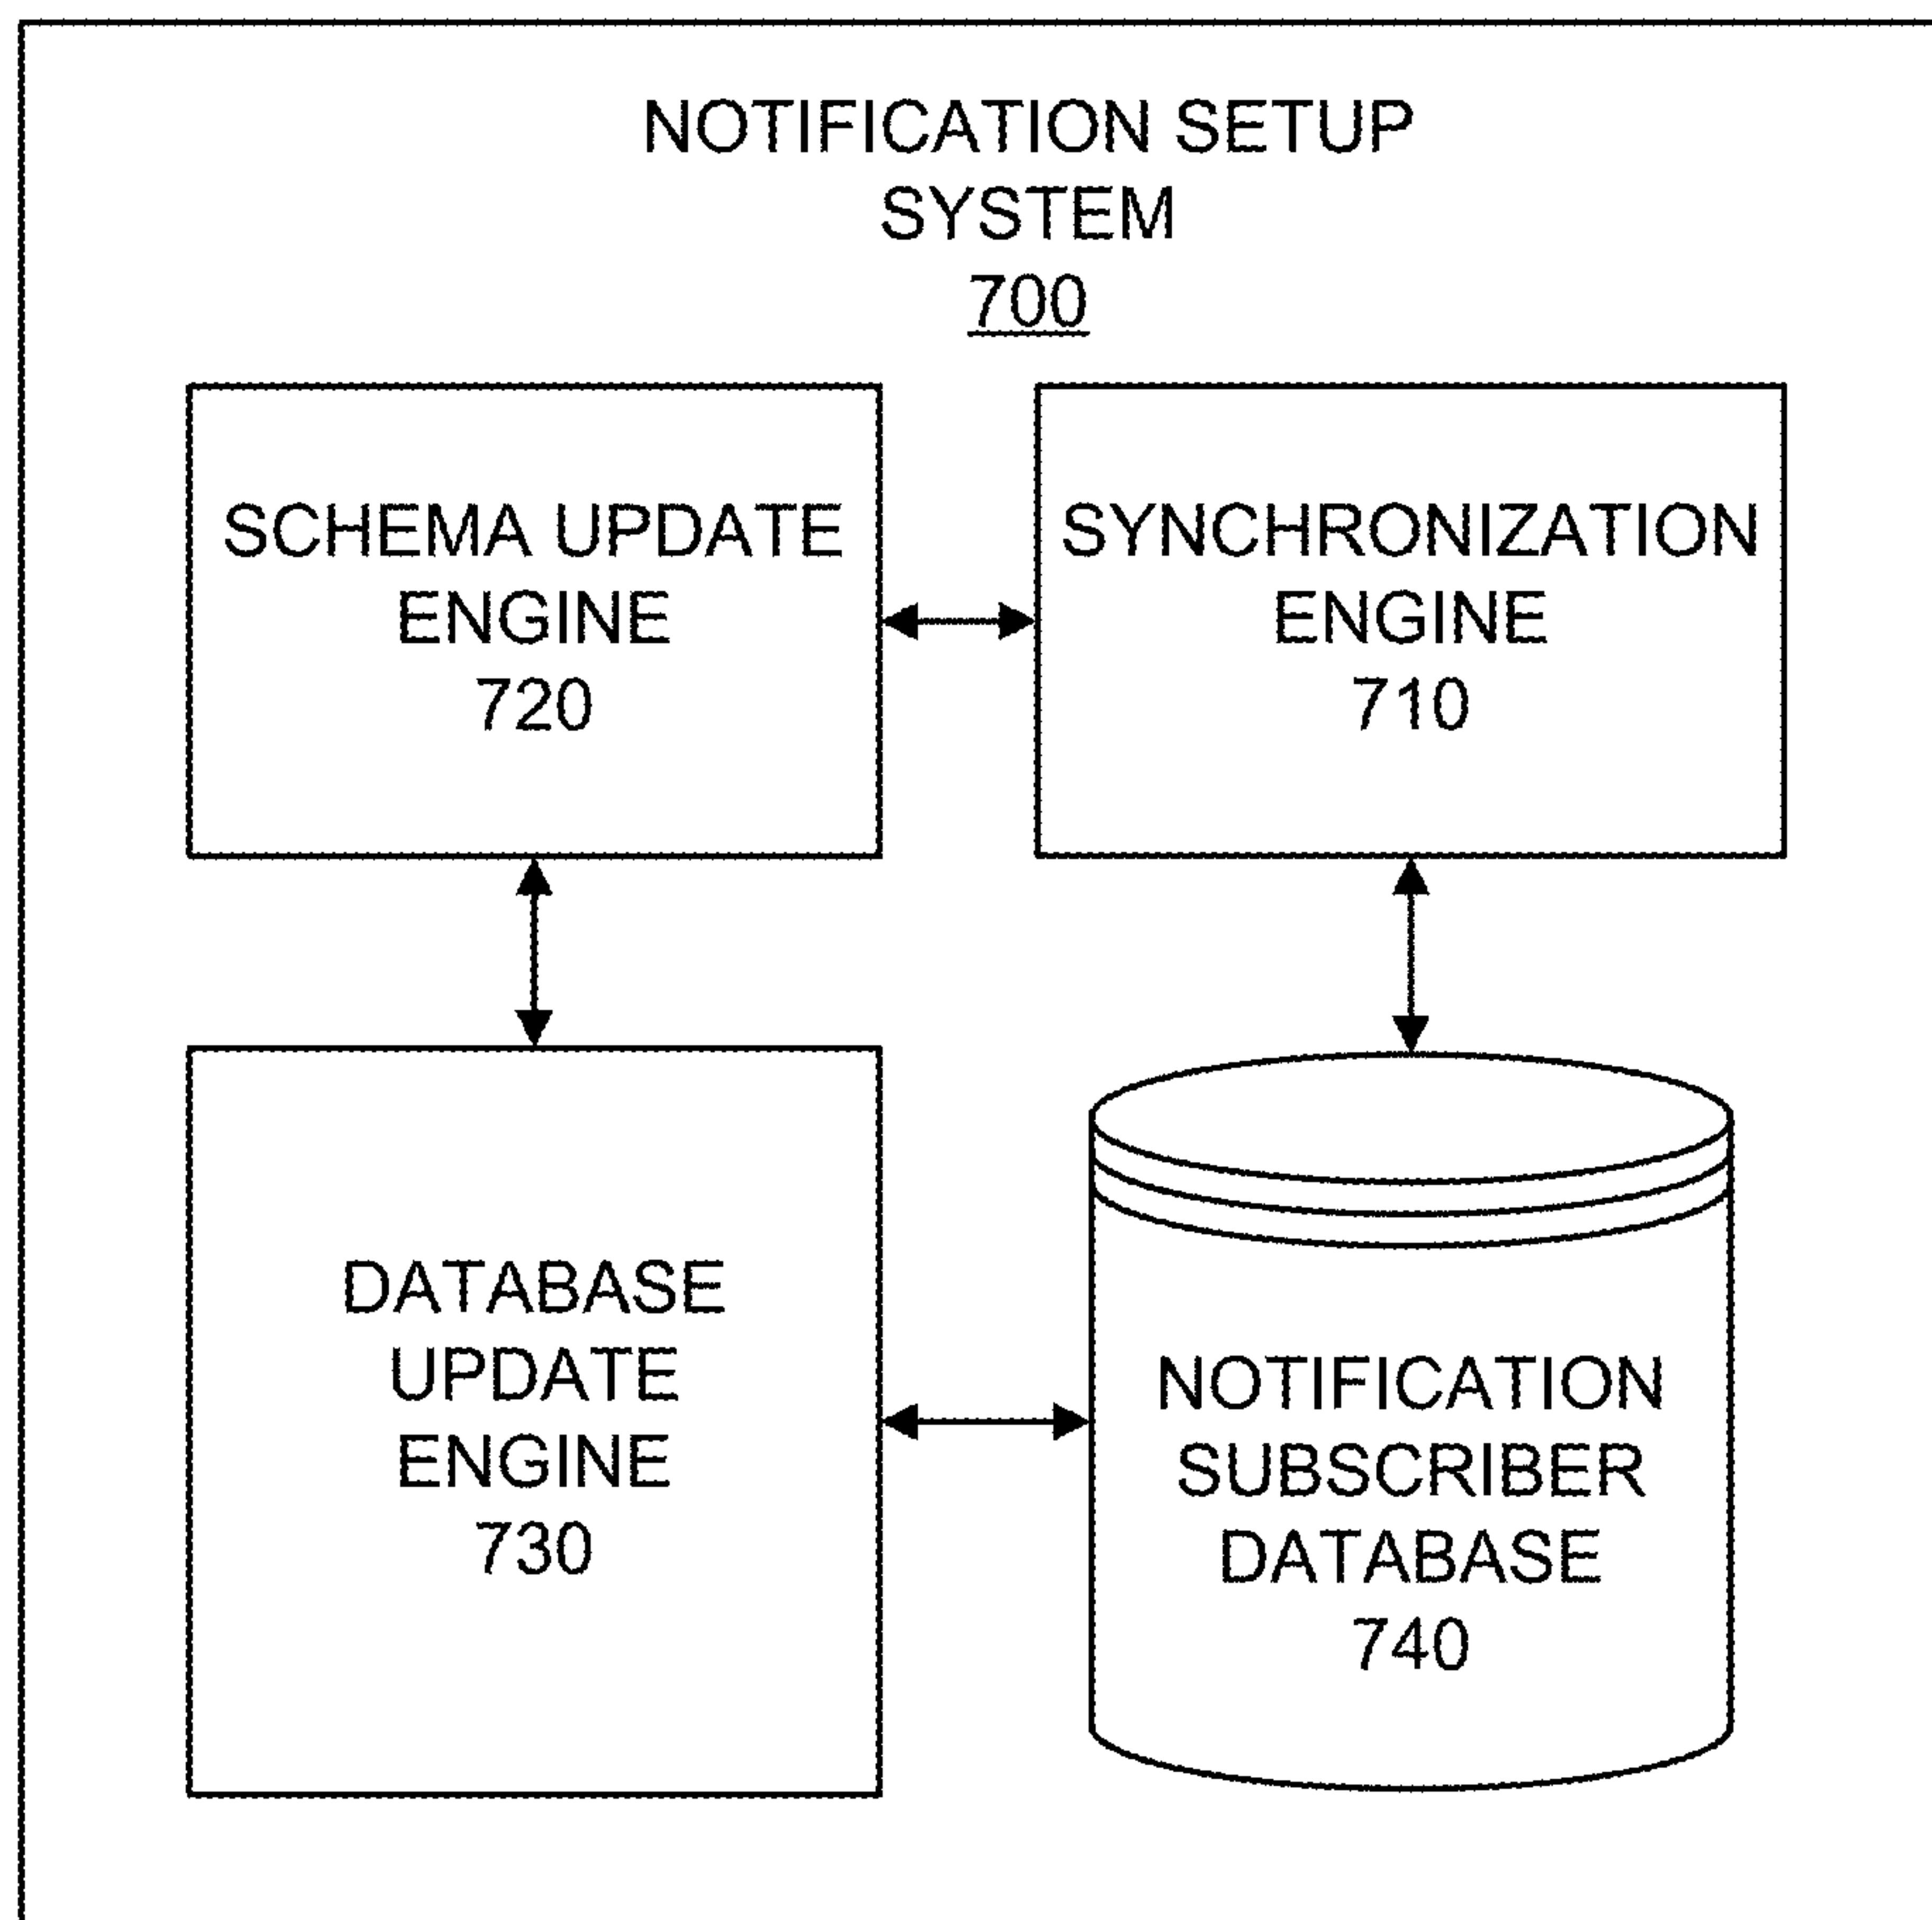 NOTIFICATION SETUP
SYSTEM
700
SCHEMA UPDATE
ENGINE
720
SYNCHRONIZATION
ENGINE
710
DATABASE
UPDATE
ENGINE
730
NOTIFICATION
SUBSCRIBER
DATABASE
740